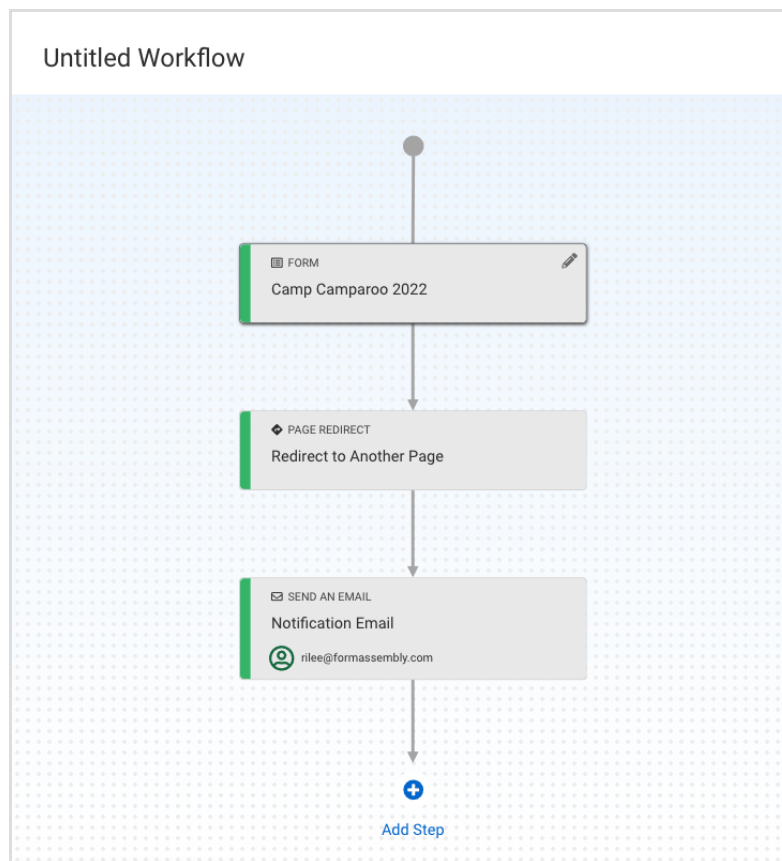 Untitled Workflow
FORM
Camp Camparoo 2022
PAGE REDIRECT
Redirect to Another Page
SEND AN EMAIL
Notification Email
rilee@formassembly.com
Add Step